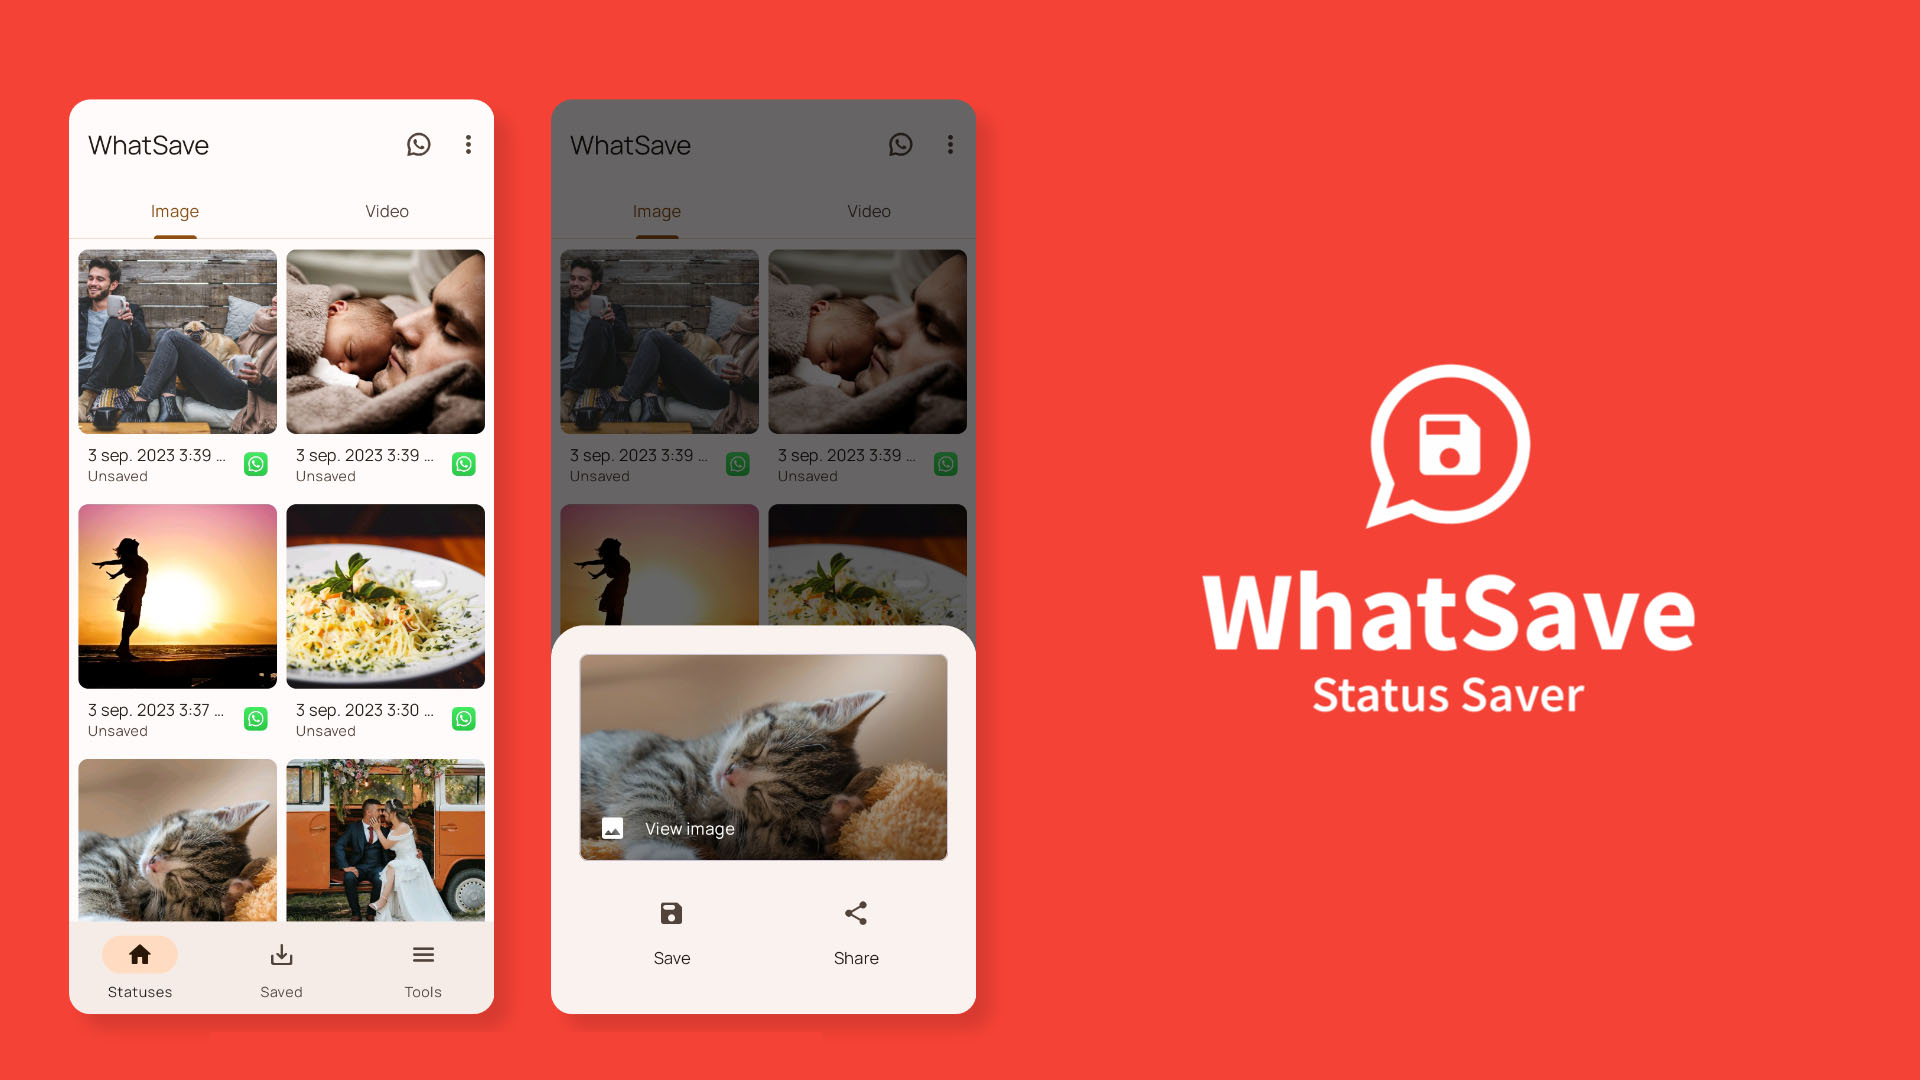 WhatSave
Image Video
3 sep. 2023 3:39 ... 3 sep. 2023 3:39 ...
Unsaved Unsaved
3 sep. 2023 3:37 ... 3 sep. 2023 3:30 ...
Unsaved Unsaved
Statuses Saved Tools
WhatSave
Image Video
3 sep. 2023 3:39 ... 3 sep. 2023 3:39 ...
Unsaved Unsaved
View image
Save Share
WhatSave
Status Saver